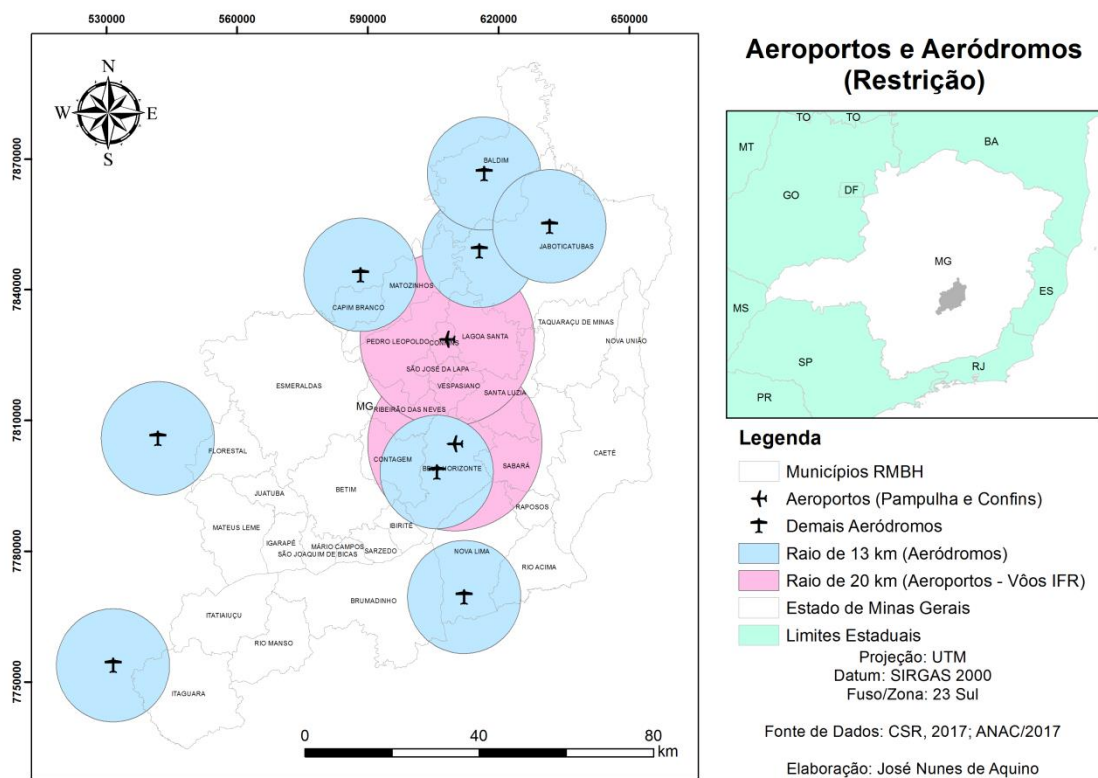 530000 560000 590000 620000 650000
Aeroportos e Aeródromos
(Restrição)
N
W E
S
7870000
7840000
7810000
7780000
7750000
BALDIM
JABOTICATUBAS
MATOZINHOS
CAPIM BRANCO
TAQUARAÇU DE MINAS
LAGOA SANTA
PEDRO LEOPOLDO
CONFINS
NOVA UNIÃO
SÃO JOSÉ DA LAPA
ESMERALDAS
VESPASIANO
SANTA LUZIA
MG
RIBEIRÃO DAS NEVES
FLORESTAL
CONTAGEM
BELO HORIZONTE
SABARÁ
CAETÉ
JUATUBA
BETIM
RAPOSOS
MATEUS LEME
IBIRITÉ
IGARAPÉ
MÁRIO CAMPOS
SÃO JOAQUIM DE BICAS
SARZEDO
NOVA LIMA
RIO ACIMA
BRUMADINHO
ITATIAIUÇU
RIO MANSO
ITAGUARA
0 40 80
km
TO TO
MT
BA
GO
DF
MG
MS
ES
SP
RJ
PR
Legenda
Municípios RMBH
Aeroportos (Pampulha e Confins)
Demais Aeródromos
Raio de 13 km (Aeródromos)
Raio de 20 km (Aeroportos - Vôos IFR)
Estado de Minas Gerais
Limites Estaduais
Projeção: UTM
Datum: SIRGAS 2000
Fuso/Zona: 23 Sul
Fonte de Dados: CSR, 2017; ANAC/2017
Elaboração: José Nunes de Aquino